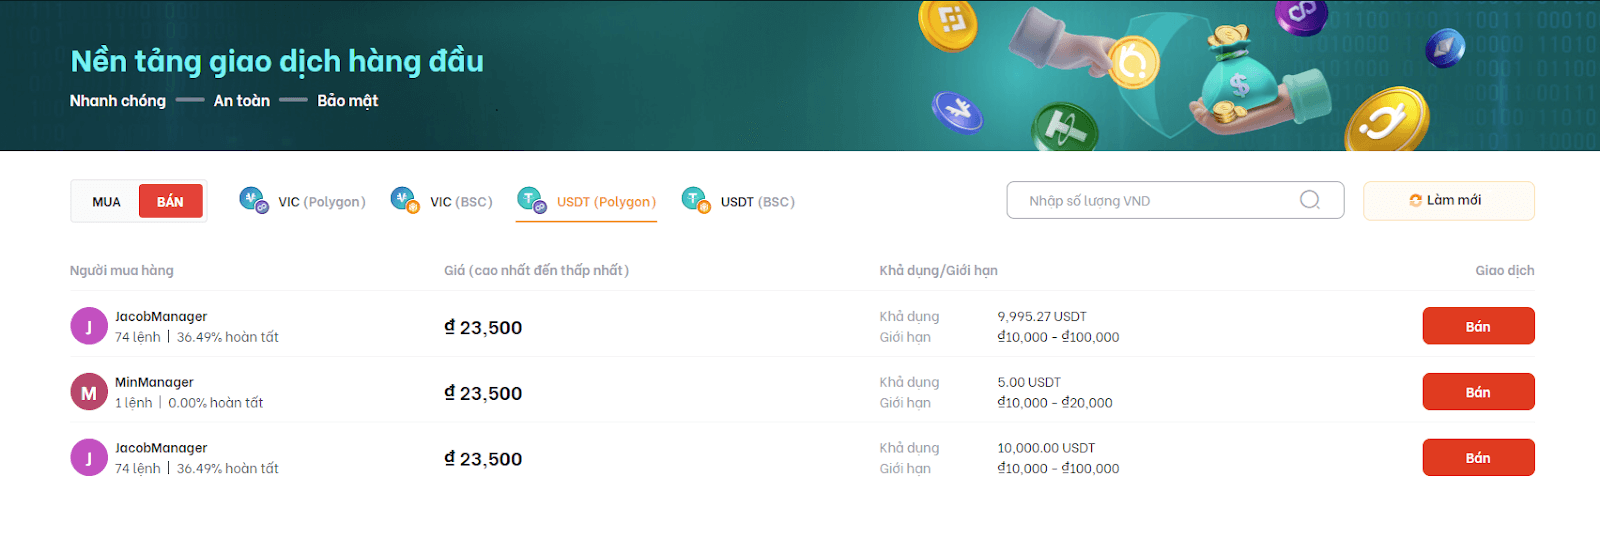 Nền tảng giao dịch hàng đầu
Nhanh chóng — An toàn — Bảo mật
MUA BÁN VIC (Polygon) VIC (BSC) USDT (Polygon) USDT (BSC) Nhập số lượng VND Làm mới
Người mua hàng Giá (cao nhất đến thấp nhất) Khả dụng/Giới hạn Giao dịch
J JacobManager
74 lệnh | 36.49% hoàn tất
₫ 23,500
Khả dụng 9,995.27 USDT
Giới hạn ₫10,000 - ₫100,000
Bán
M MinManager
1 lệnh | 0.00% hoàn tất
₫ 23,500
Khả dụng 5.00 USDT
Giới hạn ₫10,000 - ₫20,000
Bán
J JacobManager
74 lệnh | 36.49% hoàn tất
₫ 23,500
Khả dụng 10,000.00 USDT
Giới hạn ₫10,000 - ₫100,000
Bán